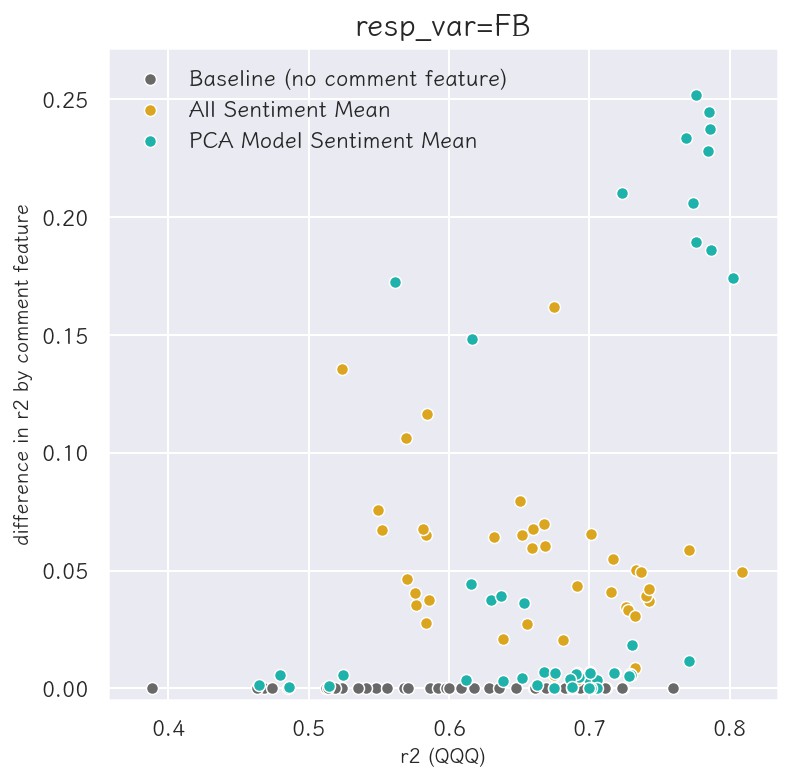 resp_var=FB
Baseline (no comment feature)
All Sentiment Mean
PCA Model Sentiment Mean
difference in r2 by comment feature
0.25
0.20
0.15
0.10
0.05
0.00
0.4 0.5 0.6 0.7 0.8
r2 (QQQ)